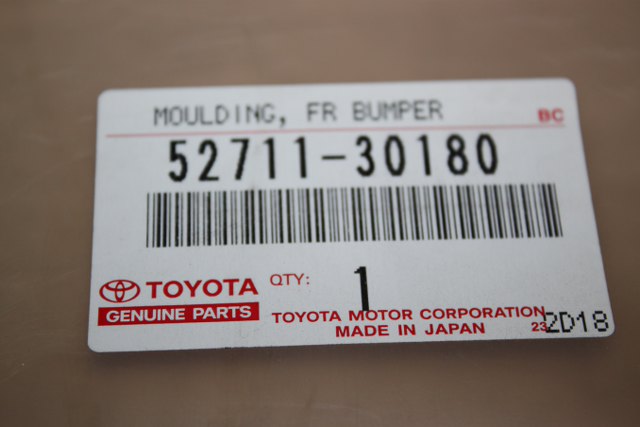 MOULDING, FR BUMPER
BC
52711-30180
TOYOTA
GENUINE PARTS
QTY: 1
TOYOTA MOTOR CORPORATION
MADE IN JAPAN
23
2D18